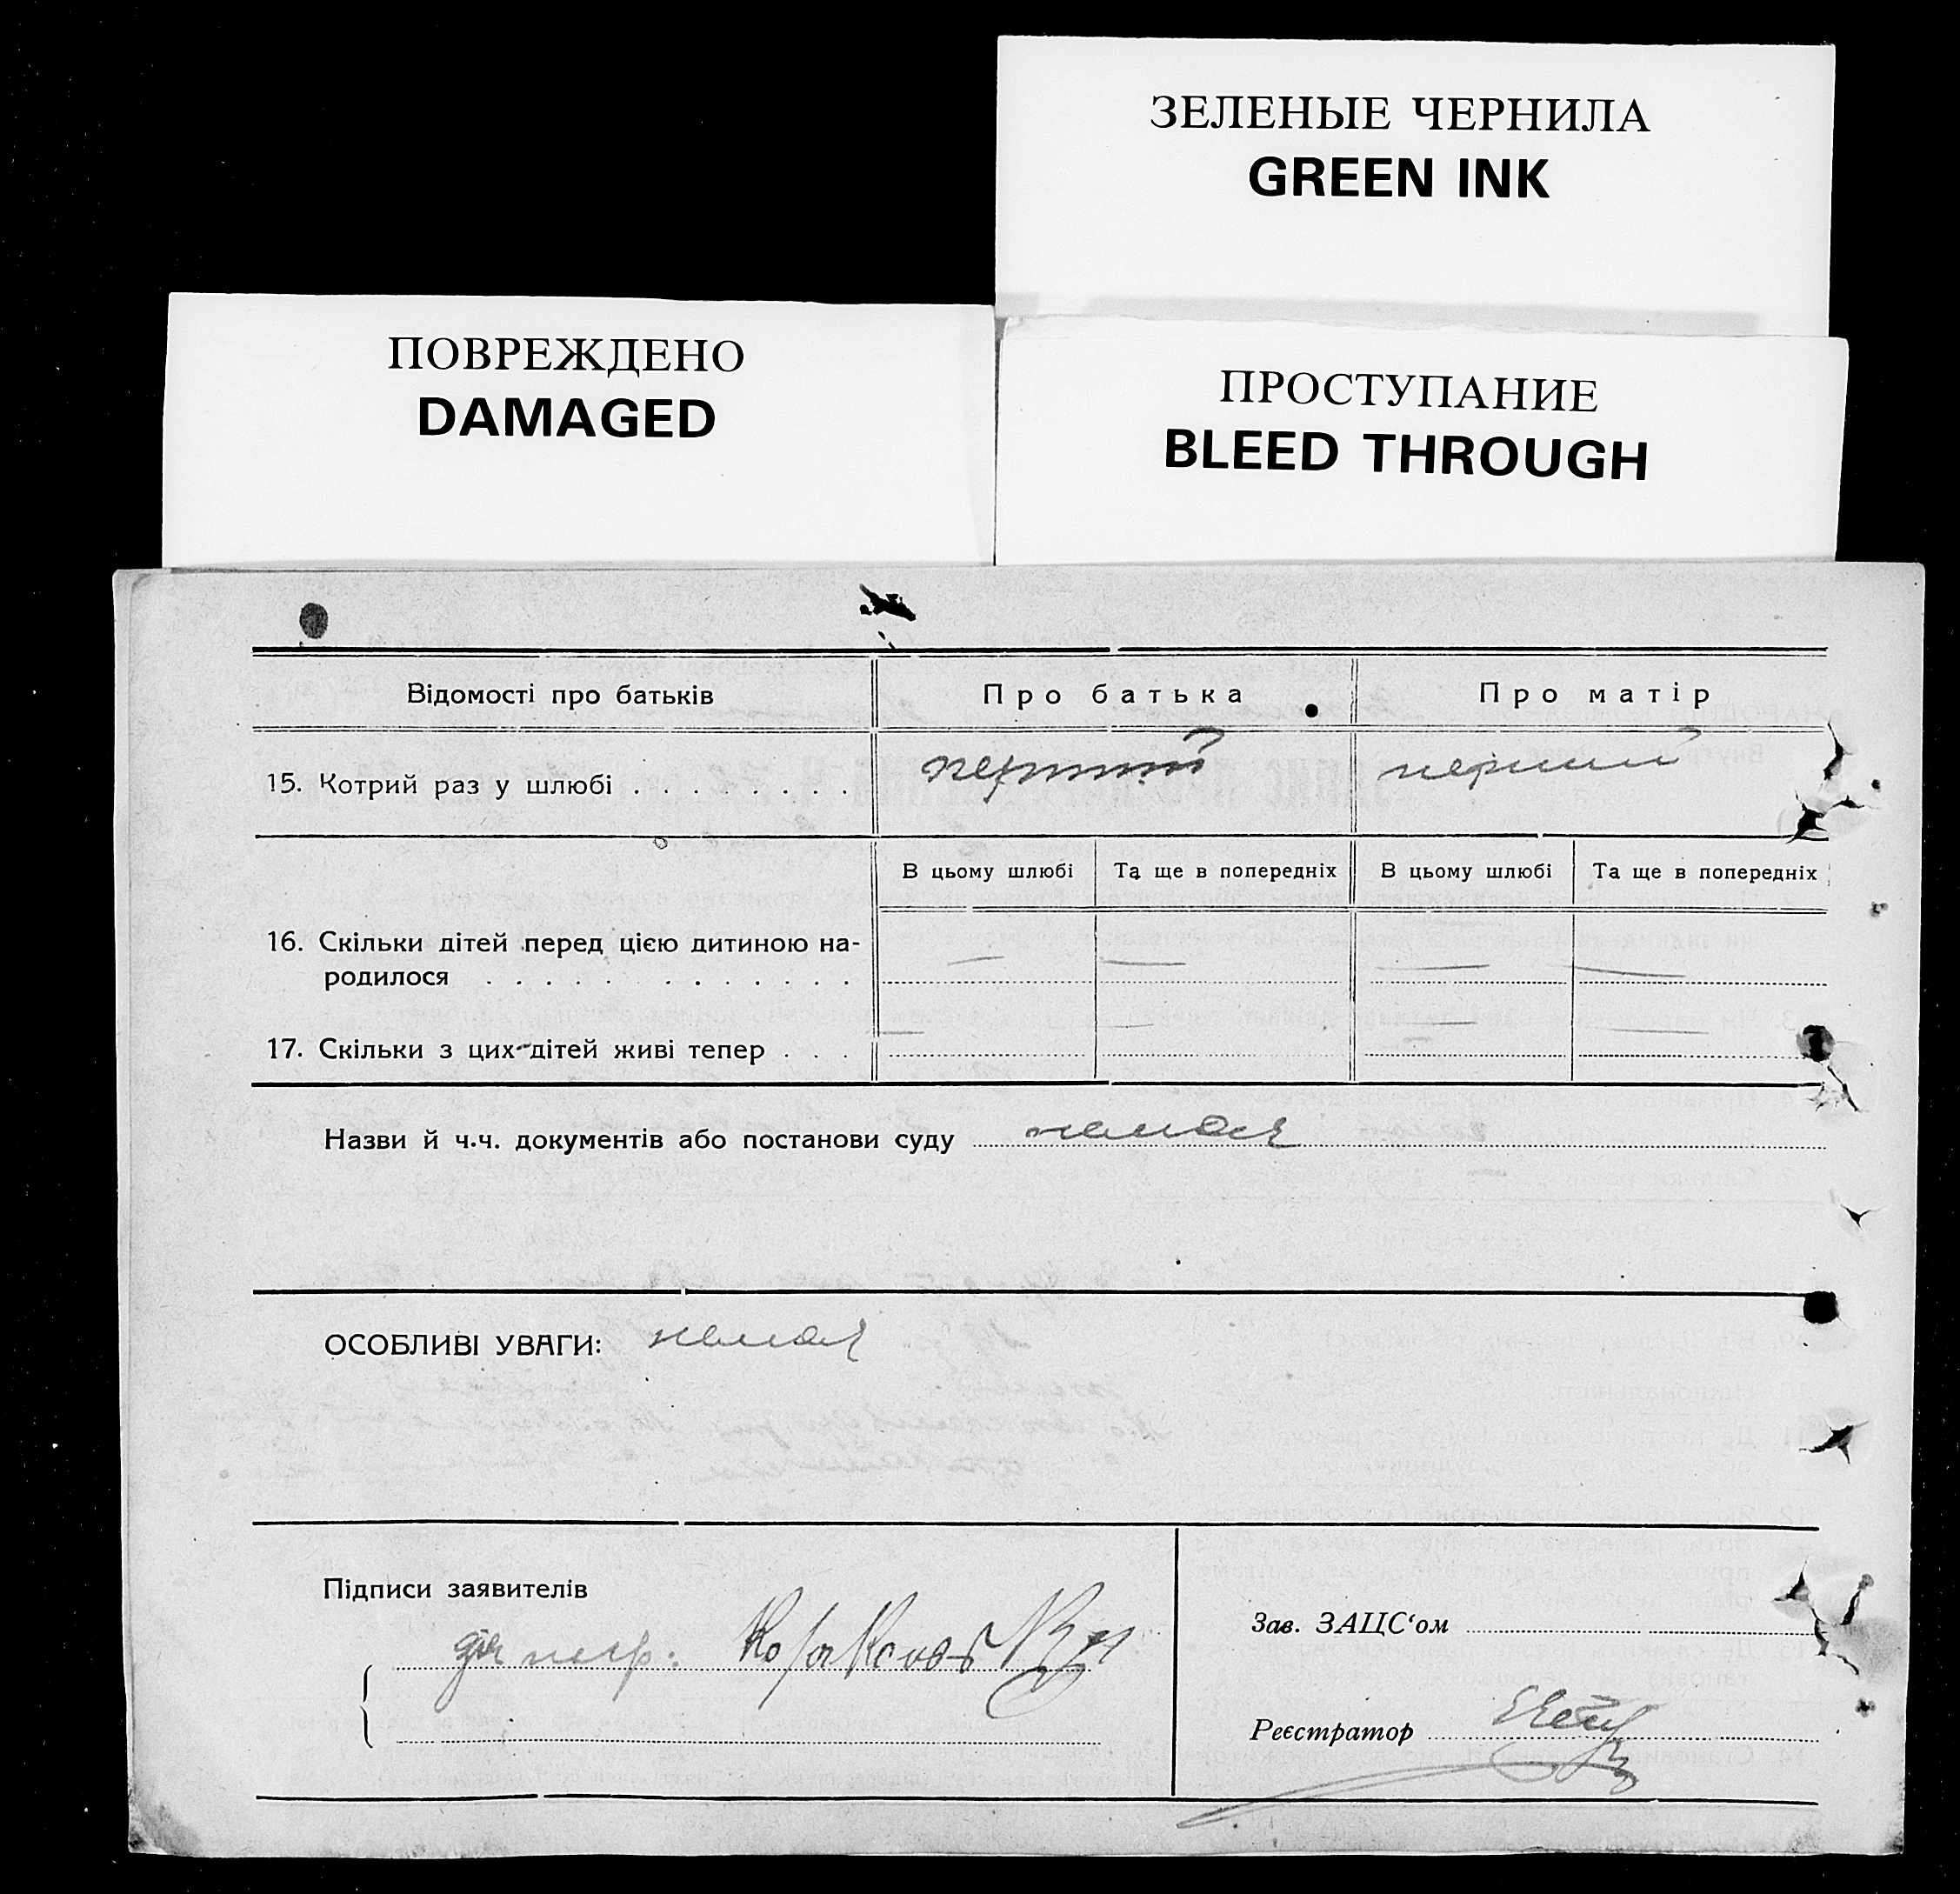 ЗЕЛЕНЫЕ ЧЕРНИЛА
GREEN INK
ПОВРЕЖДЕНО
DAMAGED
ПРОСТУПАНИЕ
BLEED THROUGH
Відомості про батьків Про батька Про матір
15. Котрий раз у шлюбі . . . . . . . . перший перший
В цьому шлюбі Та ще в попередніх В цьому шлюбі Та ще в попередніх
16. Скільки дітей перед цією дитиною на-
родилося . . . . . . . . . . . . . — — — —
17. Скільки з цих дітей живі тепер . . . — — — —
Назви й ч.ч. документів або постанови суду немає
ОСОБЛИВІ УВАГИ: немає
Підписи заявителів
Зав. ЗАЦС‘ом
Реєстратор